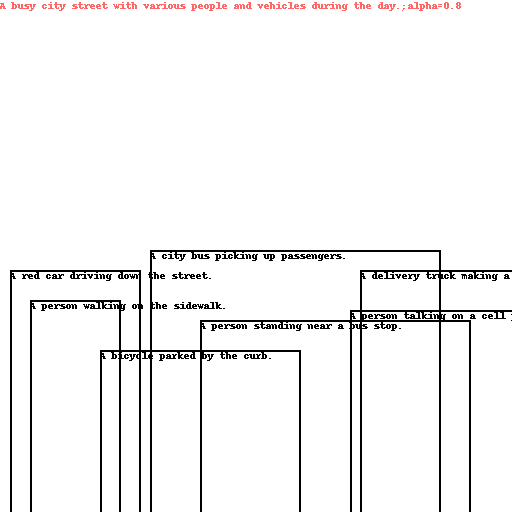 A busy city street with various people and vehicles during the day.;alpha=0.8
A city bus picking up passengers.
A red car driving down the street.
A delivery truck making a
A person walking on the sidewalk.
A person talking on a cell
A person standing near a bus stop.
A bicycle parked by the curb.